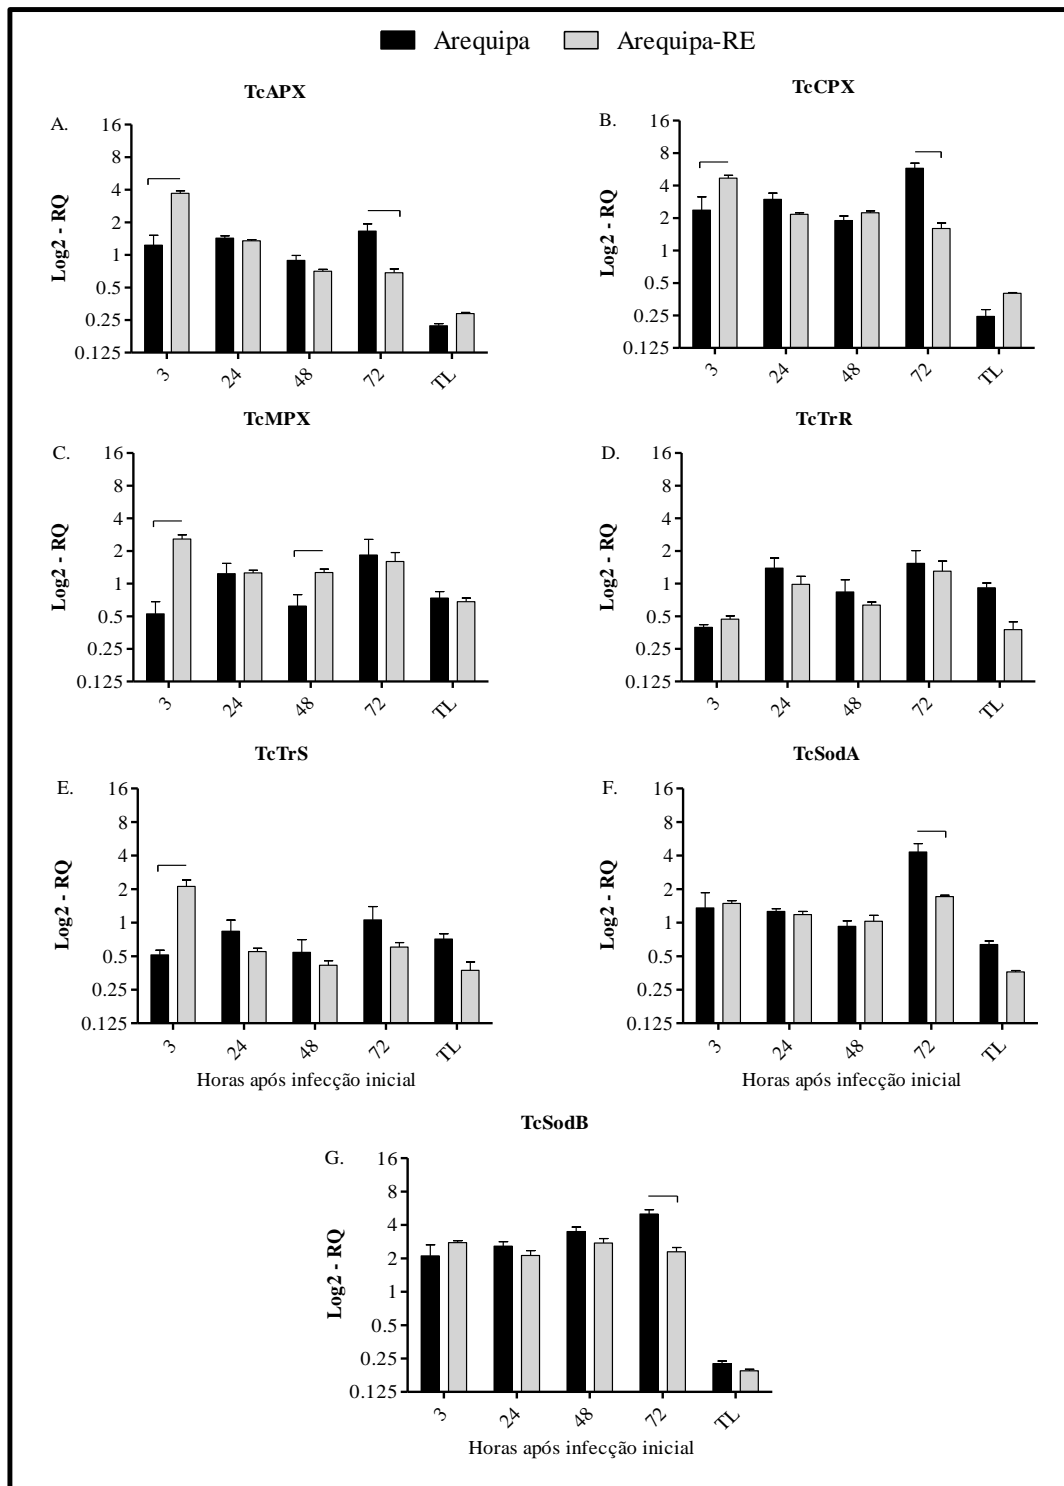 Arequipa Arequipa-RE
TcAPX
A.
Log2 - RQ
16
8
4
2
1
0.5
0.25
0.125
3 24 48 72 TL
TcCPX
B.
Log2 - RQ
16
8
4
2
1
0.5
0.25
0.125
3 24 48 72 TL
TcMPX
C.
Log2 - RQ
16
8
4
2
1
0.5
0.25
0.125
3 24 48 72 TL
TcTrR
D.
Log2 - RQ
16
8
4
2
1
0.5
0.25
0.125
3 24 48 72 TL
TcTrS
E.
Log2 - RQ
16
8
4
2
1
0.5
0.25
0.125
3 24 48 72 TL
Horas após infecção inicial
TcSodA
F.
Log2 - RQ
16
8
4
2
1
0.5
0.25
0.125
3 24 48 72 TL
Horas após infecção inicial
TcSodB
G.
Log2 - RQ
16
8
4
2
1
0.5
0.25
0.125
3 24 48 72 TL
Horas após infecção inicial